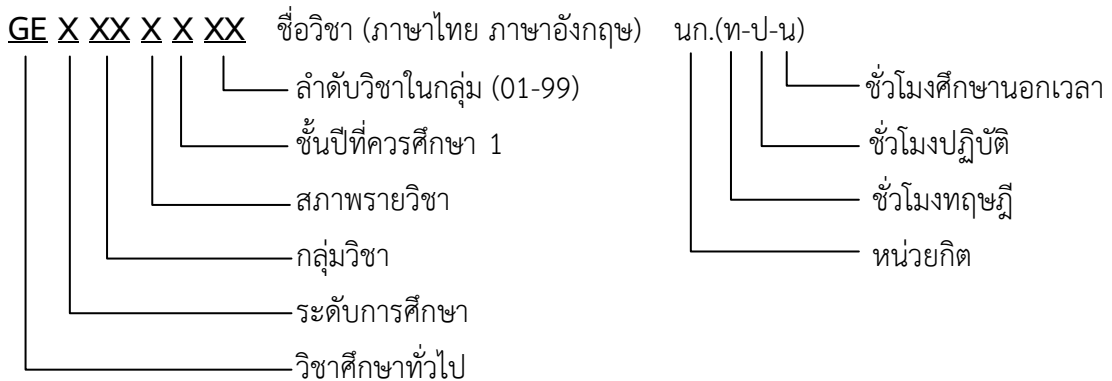 GE X XX X X XX ชื่อวิชา (ภาษาไทย ภาษาอังกฤษ) นก.(ท-ป-น)
ลำดับวิชาในกลุ่ม (01-99)
ชั่วโมงศึกษานอกเวลา
ชั้นปีที่ควรศึกษา 1
ชั่วโมงปฏิบัติ
สภาพรายวิชา
ชั่วโมงทฤษฎี
กลุ่มวิชา
หน่วยกิต
ระดับการศึกษา
วิชาศึกษาทั่วไป